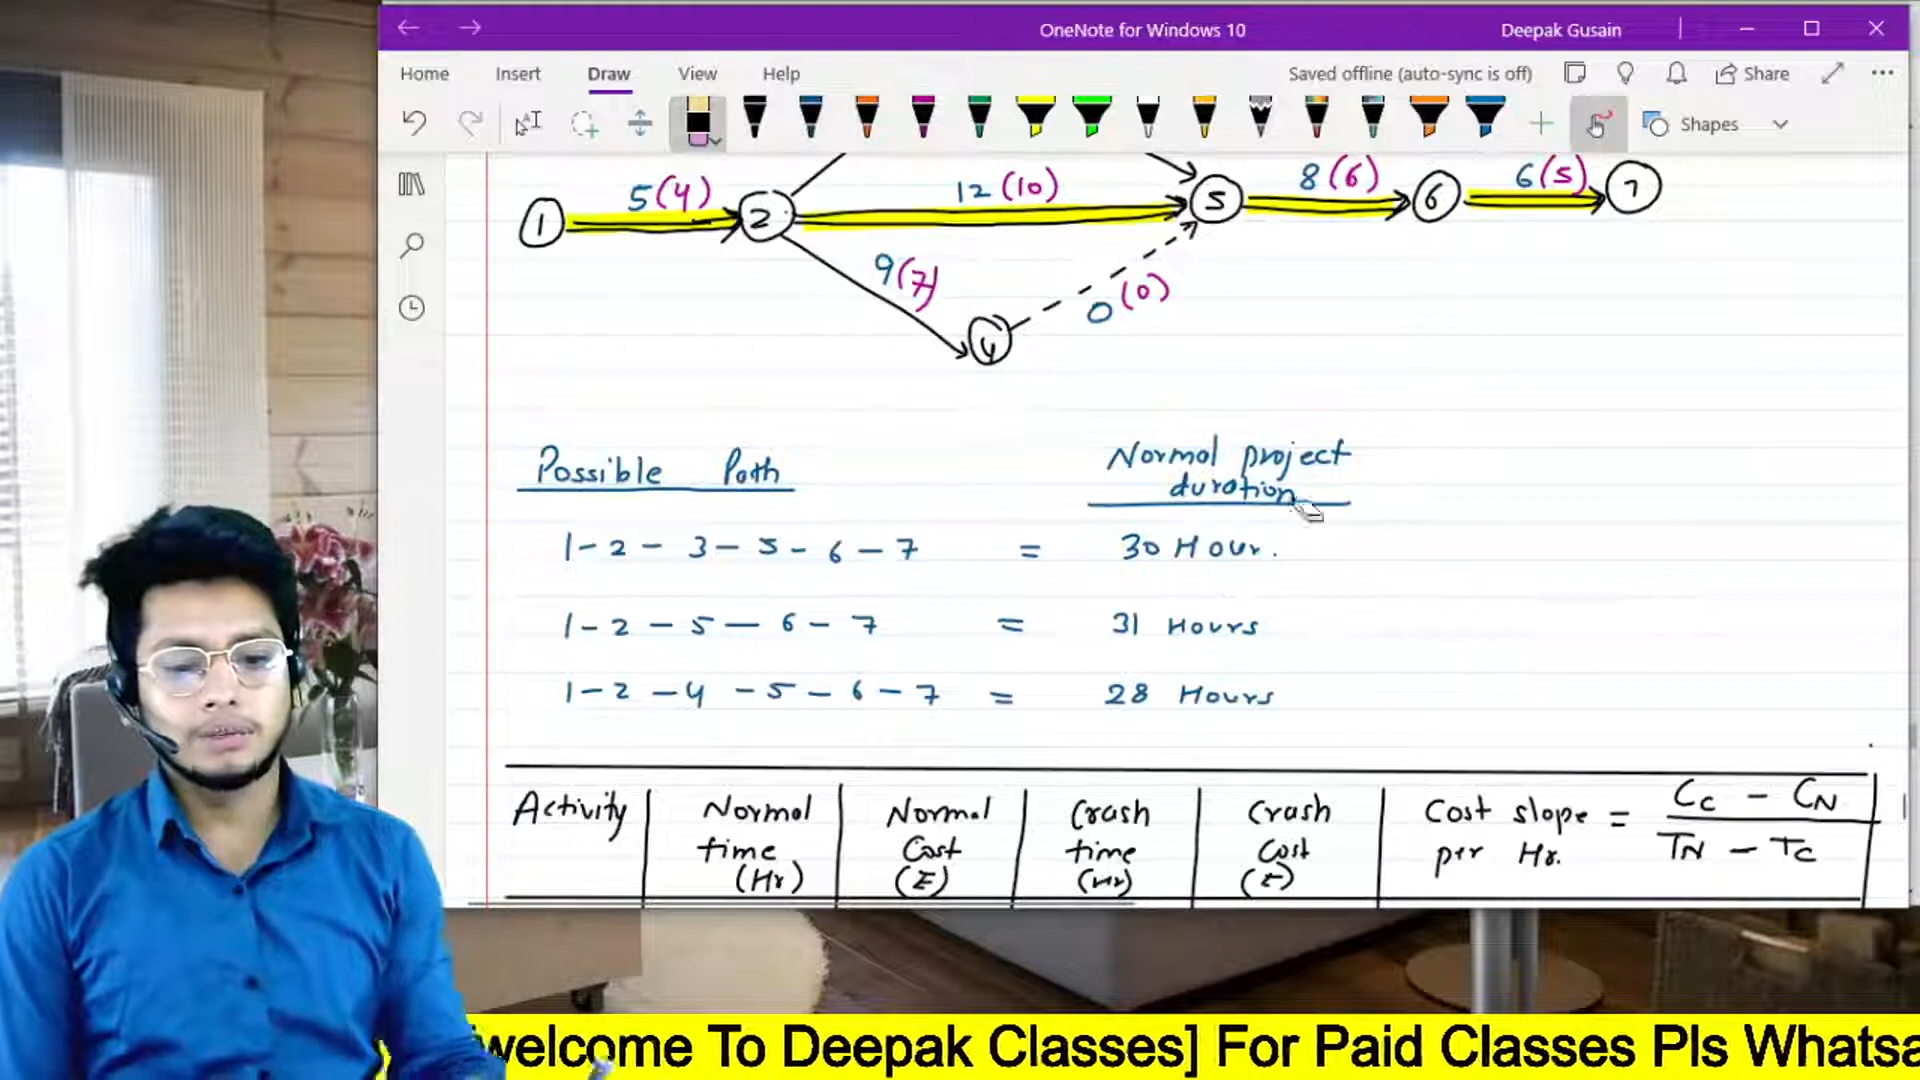 OneNote for Windows 10
Deepak Gusain
Home Insert Draw View Help
Saved offline (auto-sync is off)
Share
Shapes
5(4)
12 (10)
8 (6)
6(5)
1
2
5
6
7
9(7)
0 (0)
4
Possible Path
Normal project
duration
1-2-3-5-6-7 = 30 Hour.
1-2-5-6-7 = 31 Hours
1-2-4-5-6-7 = 28 Hours
Activity
Normal
time
(Hr)
Normal
Cost
(₹)
Crash
time
(Hr)
Crash
Cost
(₹)
Cost slope =
per Hr.
Cc - CN
TN - Tc
welcome To Deepak Classes] For Paid Classes Pls Whatsa